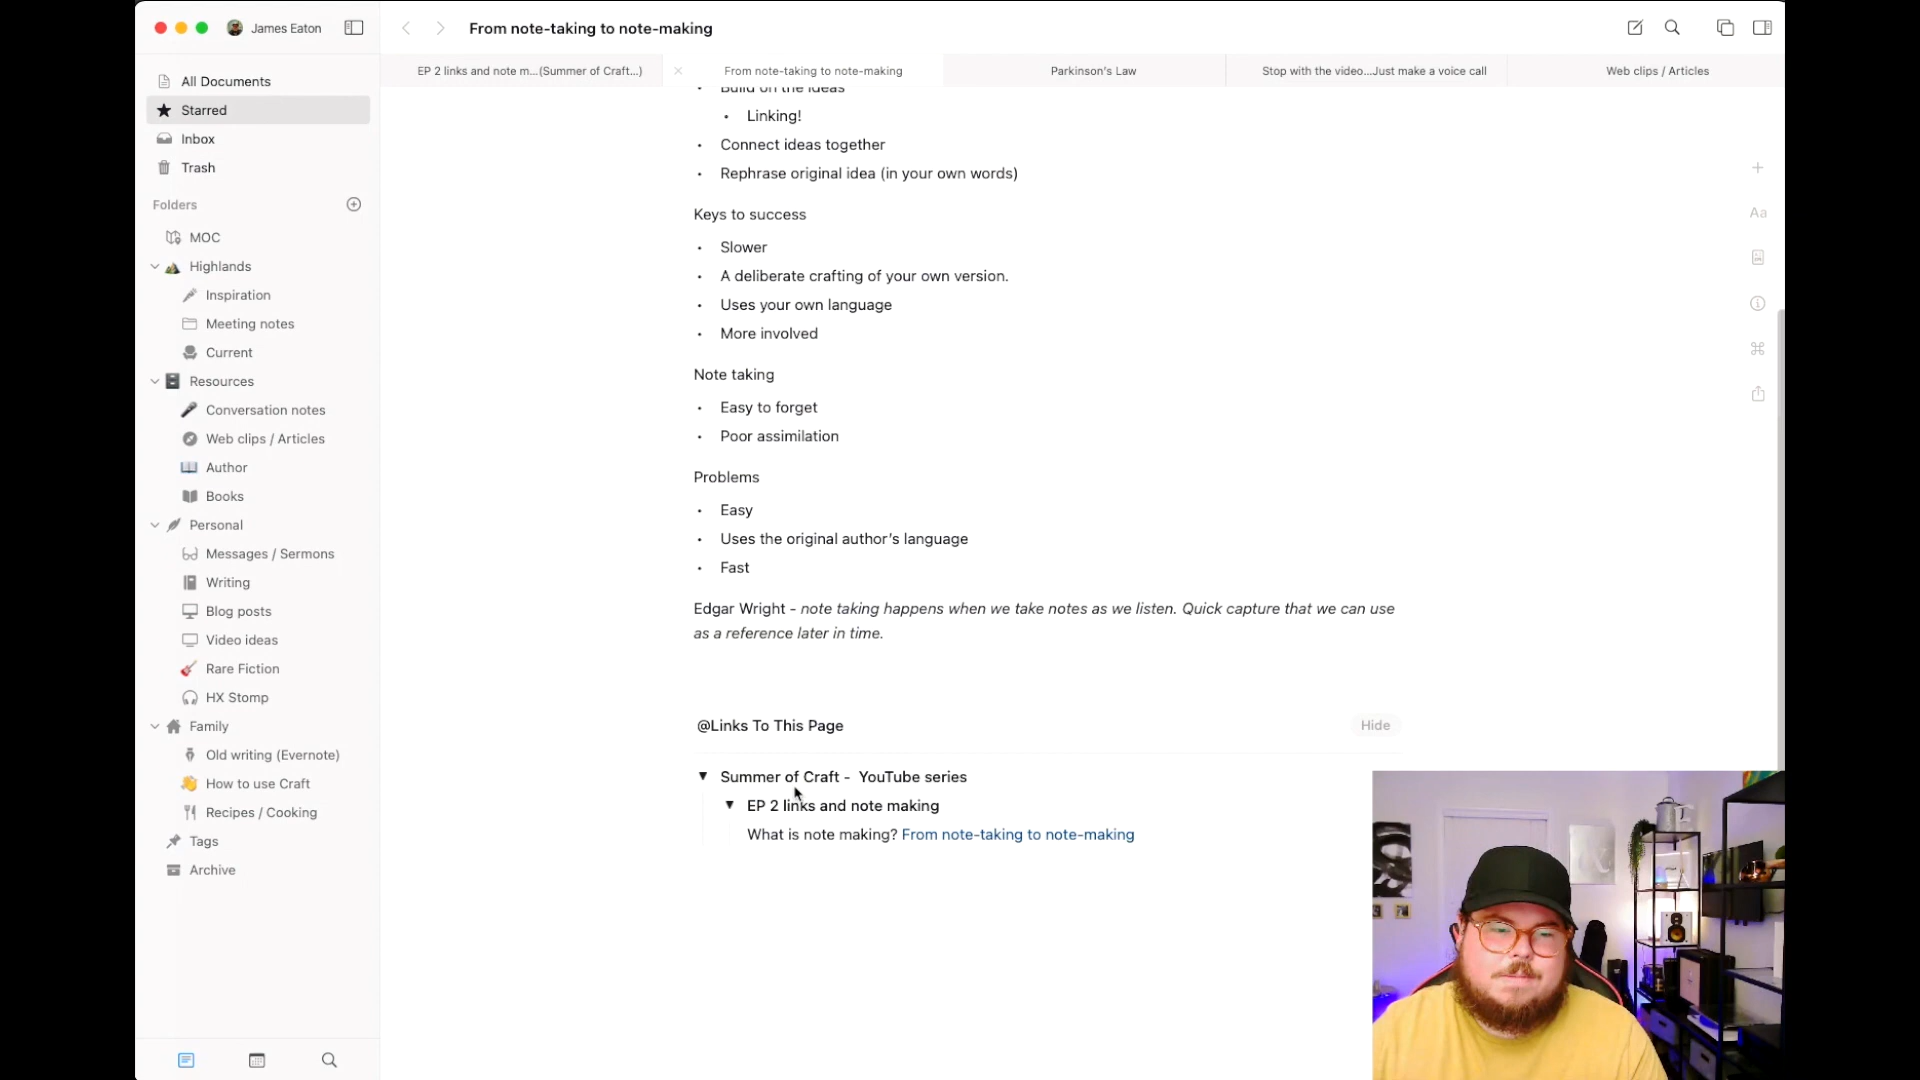 James Eaton
From note-taking to note-making
EP 2 links and note m...(Summer of Craft...)
From note-taking to note-making
Parkinson's Law
Stop with the video...Just make a voice call
Web clips / Articles
All Documents
Starred
Inbox
Trash
Folders
MOC
Highlands
Inspiration
Meeting notes
Current
Resources
Conversation notes
Web clips / Articles
Author
Books
Personal
Messages / Sermons
Writing
Blog posts
Video ideas
Rare Fiction
HX Stomp
Family
Old writing (Evernote)
How to use Craft
Recipes / Cooking
Tags
Archive
• Build on the ideas
• Linking!
• Connect ideas together
• Rephrase original idea (in your own words)
Keys to success
• Slower
• A deliberate crafting of your own version.
• Uses your own language
• More involved
Note taking
• Easy to forget
• Poor assimilation
Problems
• Easy
• Uses the original author's language
• Fast
Edgar Wright - note taking happens when we take notes as we listen. Quick capture that we can use
as a reference later in time.
@Links To This Page
Hide
Summer of Craft - YouTube series
EP 2 links and note making
What is note making? From note-taking to note-making
Aa